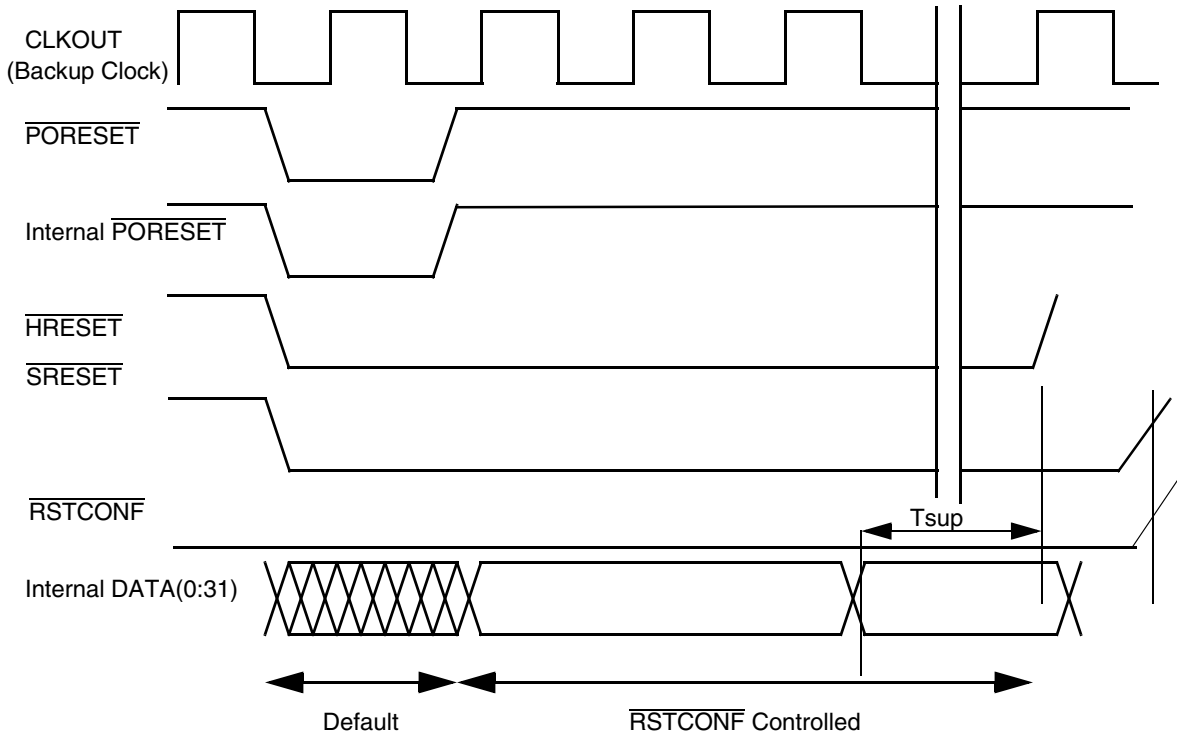 CLKOUT
(Backup Clock)
PORESET
Internal PORESET
HRESET
SRESET
RSTCONF
Tsup
Internal DATA(0:31)
Default
RSTCONF Controlled